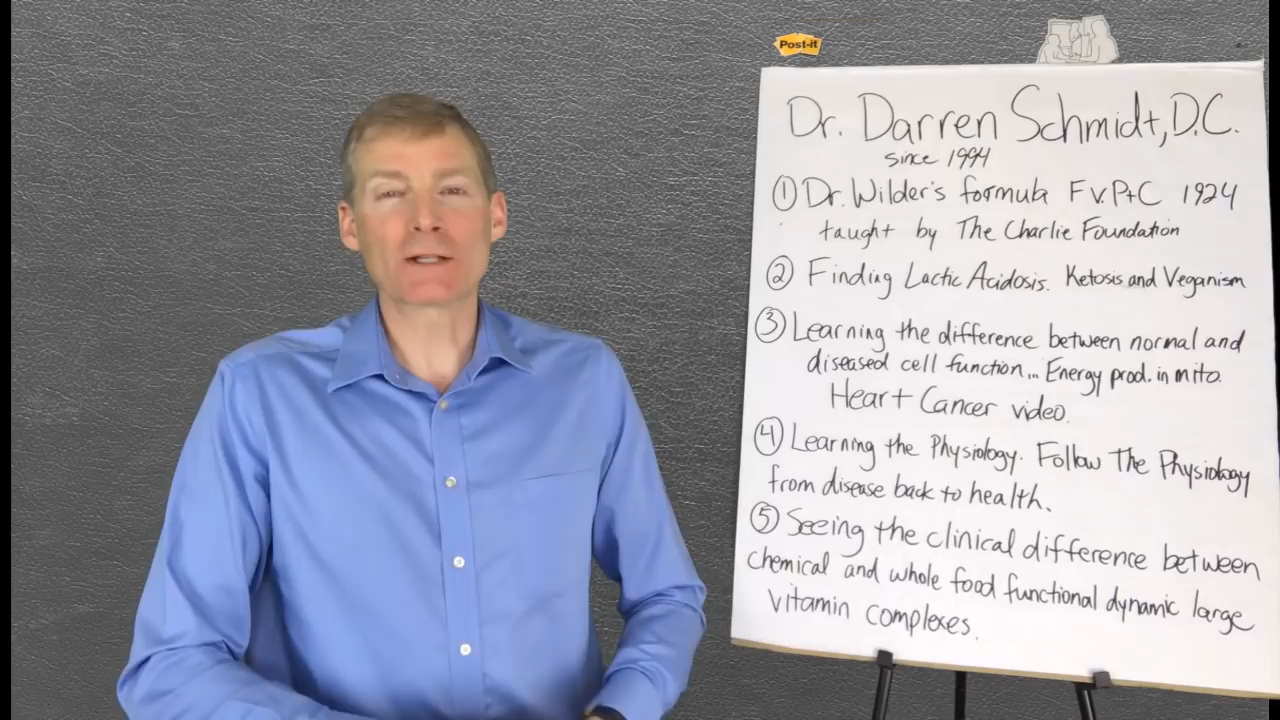 Post-it
Dr. Darren Schmidt, D.C.
since 1994
① Dr. Wilder's formula F v. P+C 1924
taught by The Charlie Foundation
② Finding Lactic Acidosis. Ketosis and Veganism
③ Learning the difference between normal and
diseased cell function... Energy prod. in mito.
Heart Cancer video.
④ Learning the Physiology. Follow The Physiology
from disease back to health.
⑤ Seeing the clinical difference between
chemical and whole food functional dynamic large
vitamin complexes.